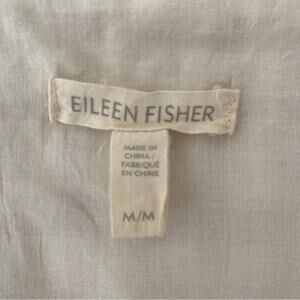 EILEEN FISHER
MADE IN
CHINA/
FABRIQUÉ
EN CHINE
M/M